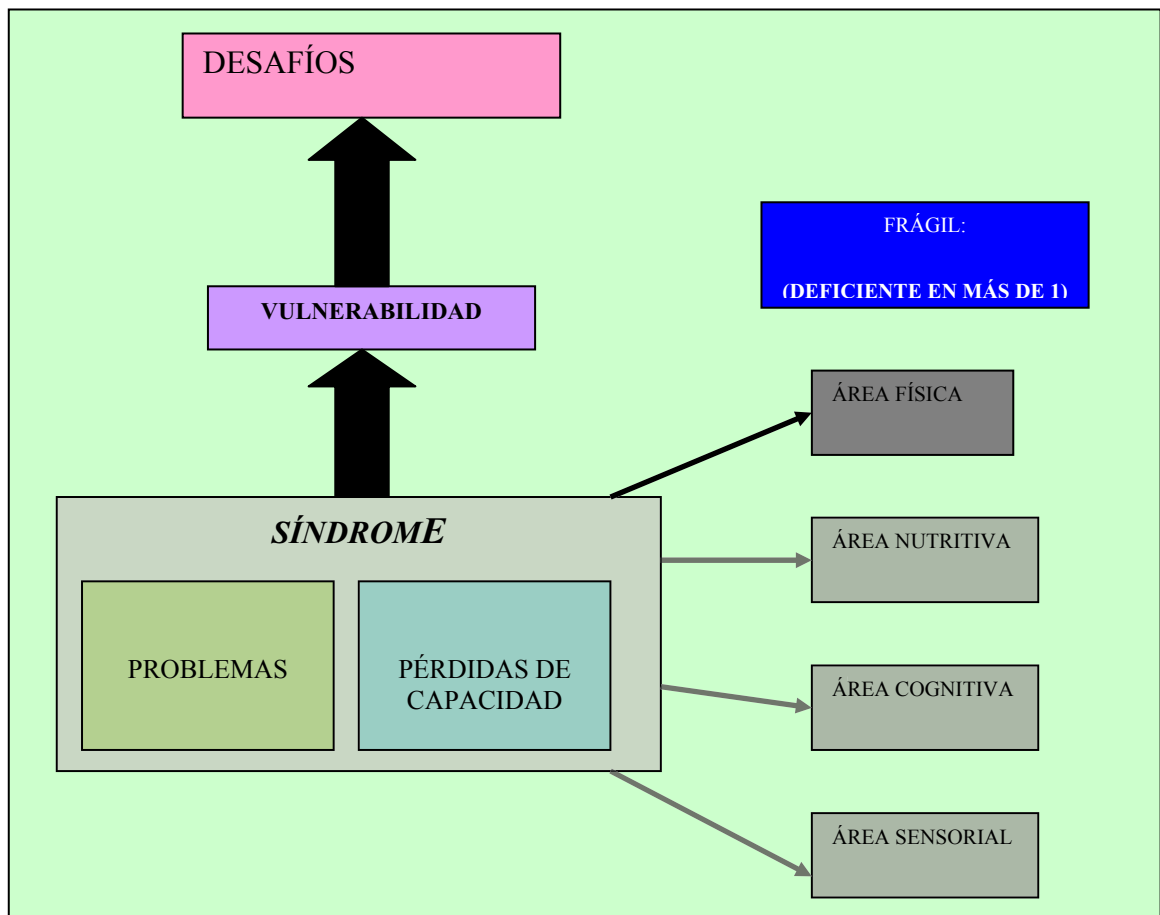 DESAFÍOS
FRÁGIL:
(DEFICIENTE EN MÁS DE 1)
VULNERABILIDAD
ÁREA FÍSICA
SÍNDROME
ÁREA NUTRITIVA
PROBLEMAS
PÉRDIDAS DE
CAPACIDAD
ÁREA COGNITIVA
ÁREA SENSORIAL